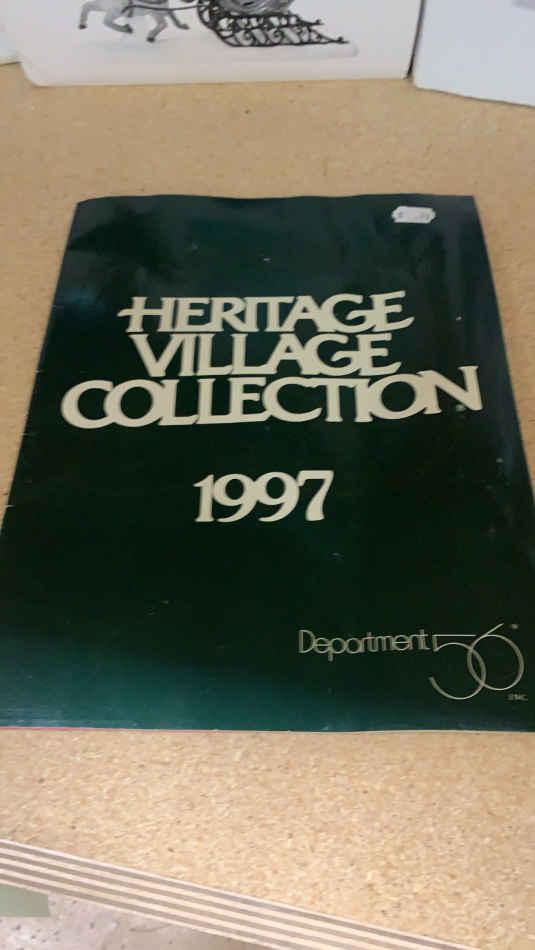 HERITAGE
VILLAGE
COLLECTION
1997
Department 56